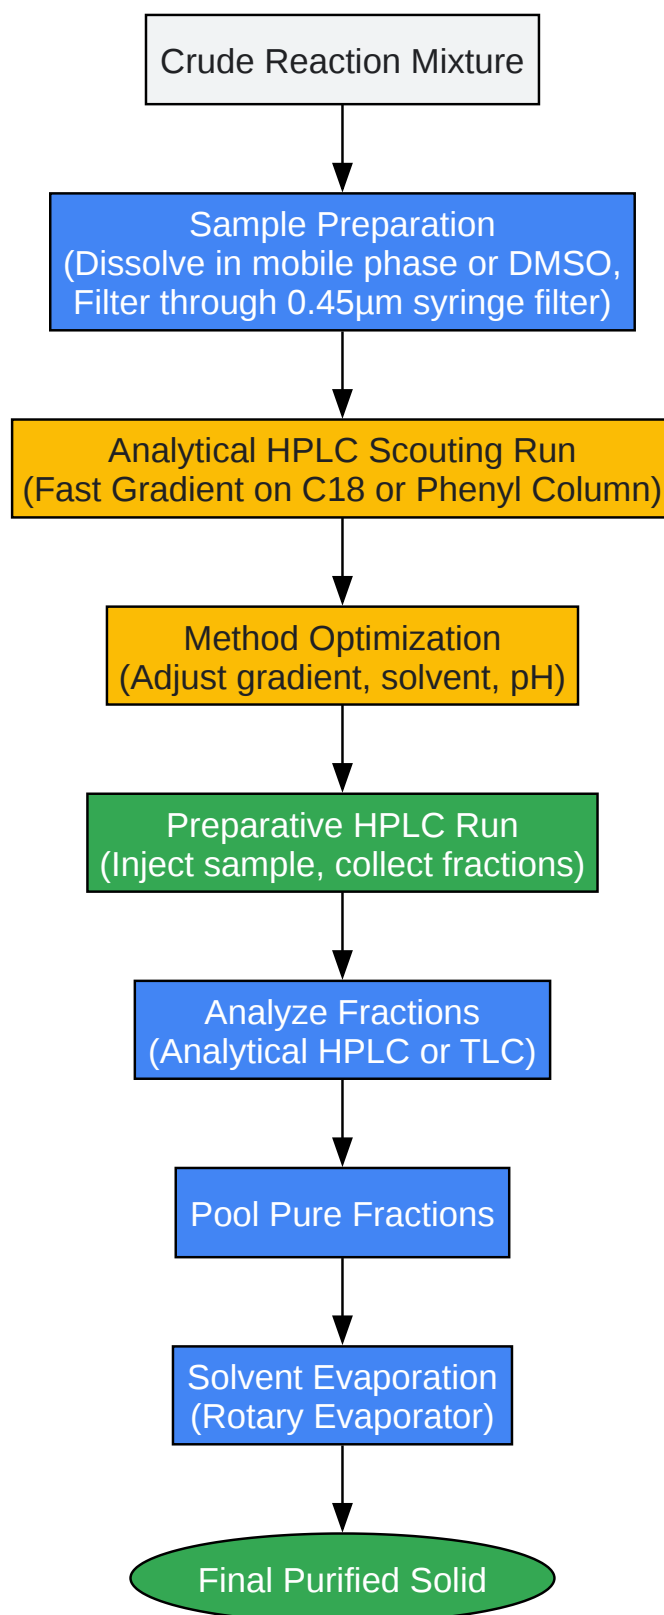 Crude Reaction Mixture
Sample Preparation
(Dissolve in mobile phase or DMSO,
Filter through 0.45µm syringe filter)
Analytical HPLC Scouting Run
(Fast Gradient on C18 or Phenyl Column)
Method Optimization
(Adjust gradient, solvent, pH)
Preparative HPLC Run
(Inject sample, collect fractions)
Analyze Fractions
(Analytical HPLC or TLC)
Pool Pure Fractions
Solvent Evaporation
(Rotary Evaporator)
Final Purified Solid